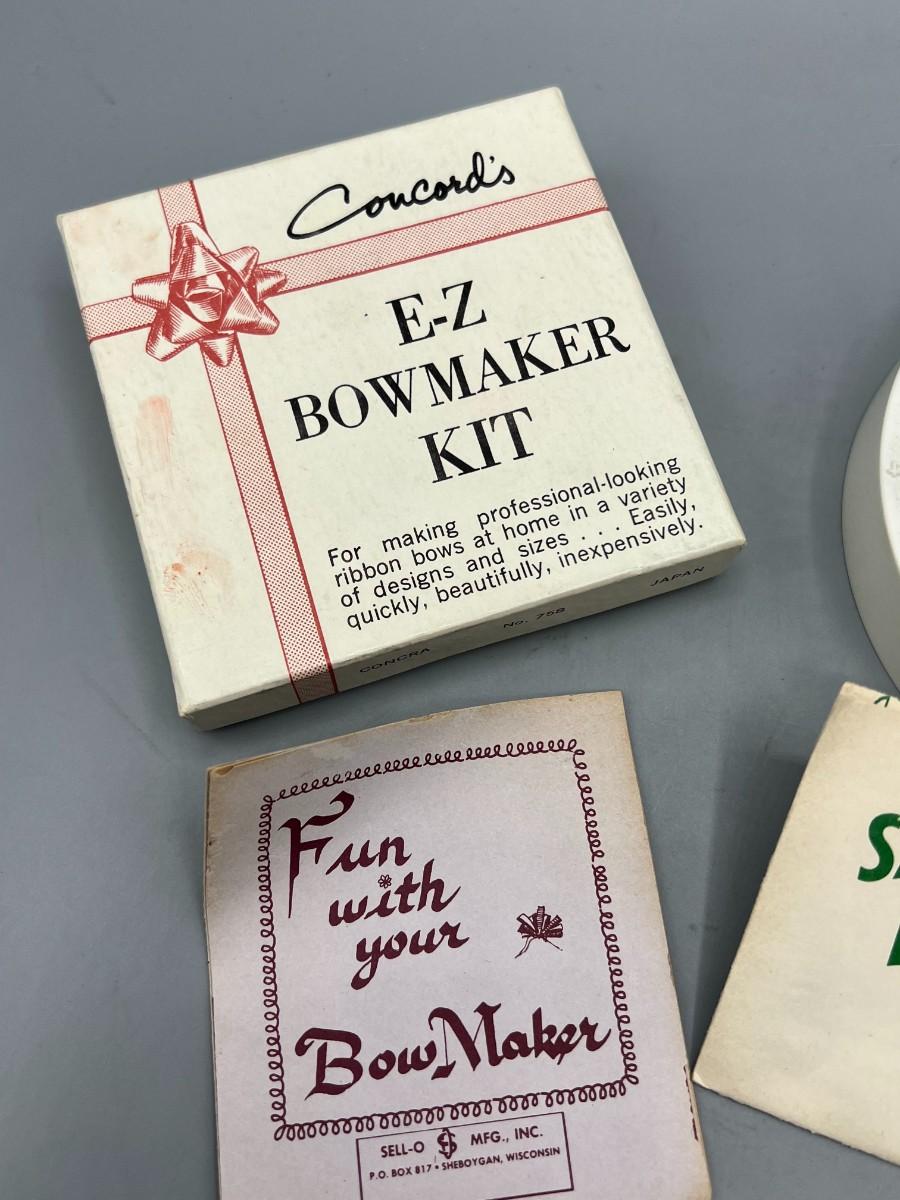 Concord's
E-Z
BOWMAKER
KIT
For making professional-looking
ribbon bows at home in a variety
of designs and sizes . . . Easily,
quickly, beautifully, inexpensively.
CONCRA No. 758 JAPAN
Fun
with
your
BowMaker
SELL-O MFG., INC.
P.O. BOX 817 • SHEBOYGAN, WISCONSIN